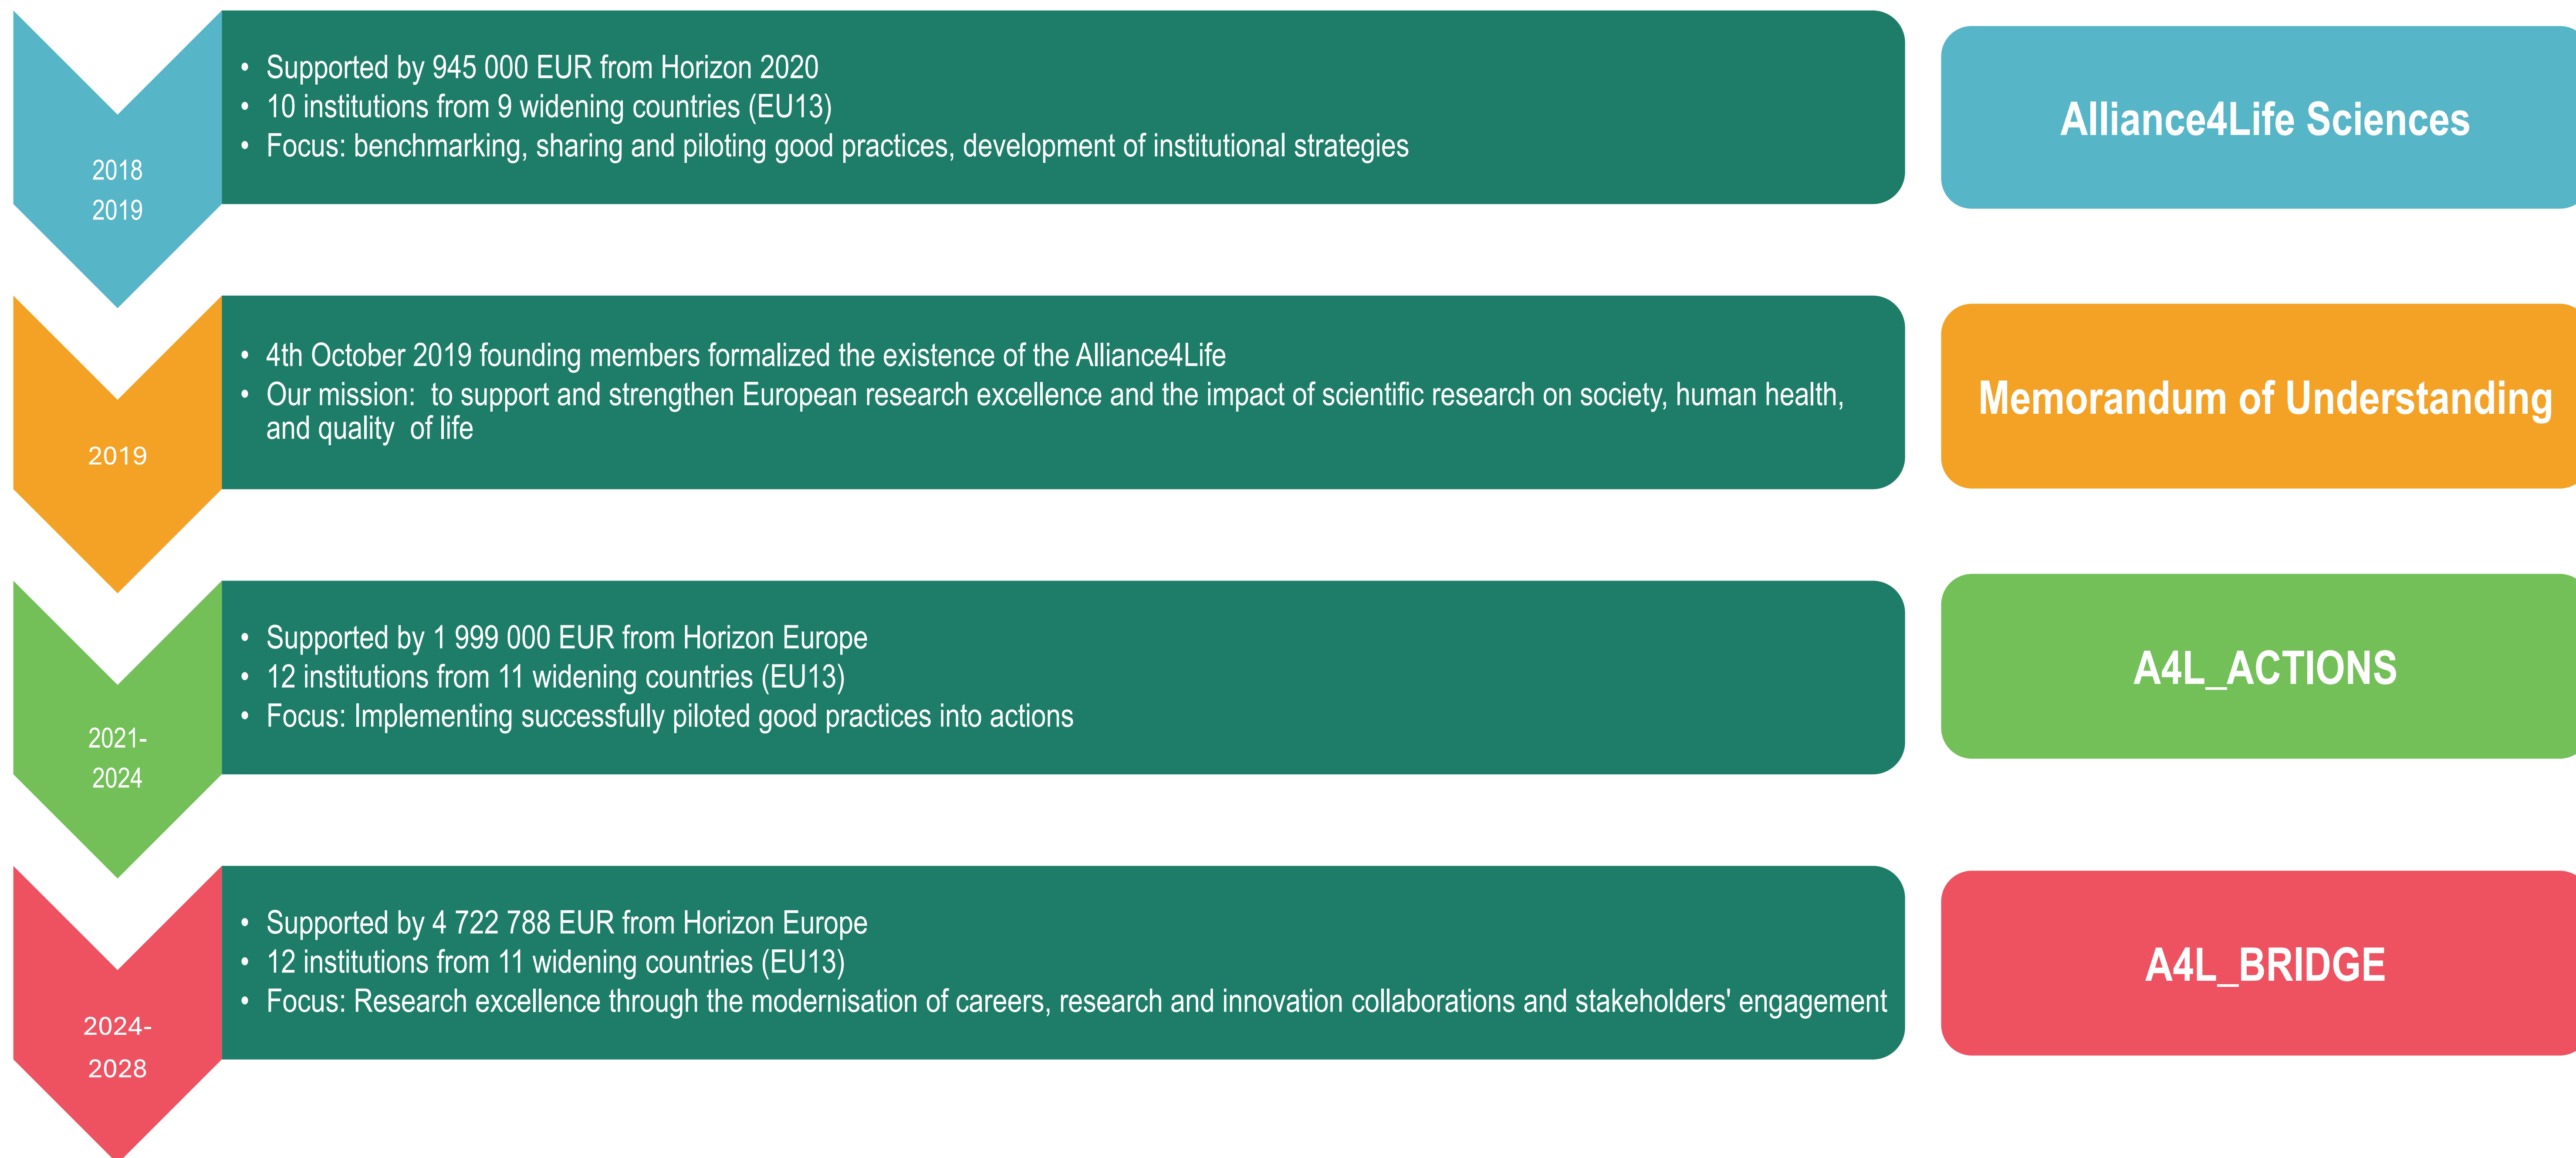 2018
2019
• Supported by 945 000 EUR from Horizon 2020
• 10 institutions from 9 widening countries (EU13)
• Focus: benchmarking, sharing and piloting good practices, development of institutional strategies
Alliance4Life Sciences
2019
• 4th October 2019 founding members formalized the existence of the Alliance4Life
• Our mission:  to support and strengthen European research excellence and the impact of scientific research on society, human health,
and quality  of life
Memorandum of Understanding
2021-
2024
• Supported by 1 999 000 EUR from Horizon Europe
• 12 institutions from 11 widening countries (EU13)
• Focus: Implementing successfully piloted good practices into actions
A4L_ACTIONS
2024-
2028
• Supported by 4 722 788 EUR from Horizon Europe
• 12 institutions from 11 widening countries (EU13)
• Focus: Research excellence through the modernisation of careers, research and innovation collaborations and stakeholders' engagement
A4L_BRIDGE